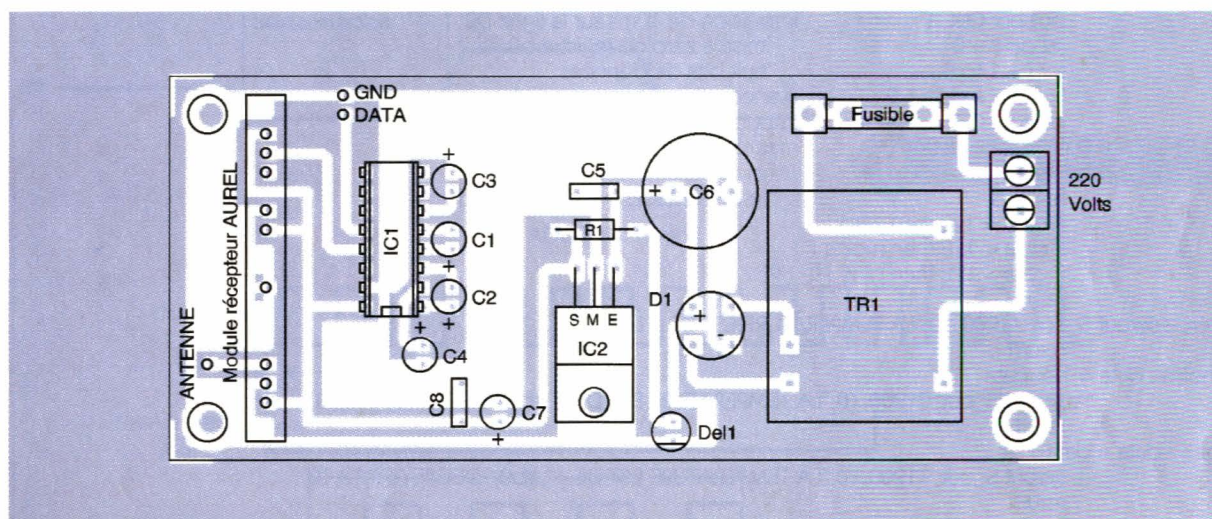 GND
DATA
Fusible
220
Volts
C3
C5
+ C6
R1
C1
IC1
C2
D1
+
-
TR1
S M E
IC2
C4
C8
C7
Del1
ANTENNE
Module récepteur AUREL
+
+
+
+
+